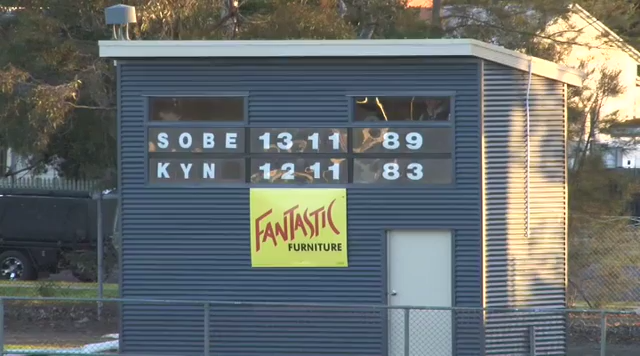 SOBE 13 11 89
KYN 12 11 83
FANTASTIC
FURNITURE